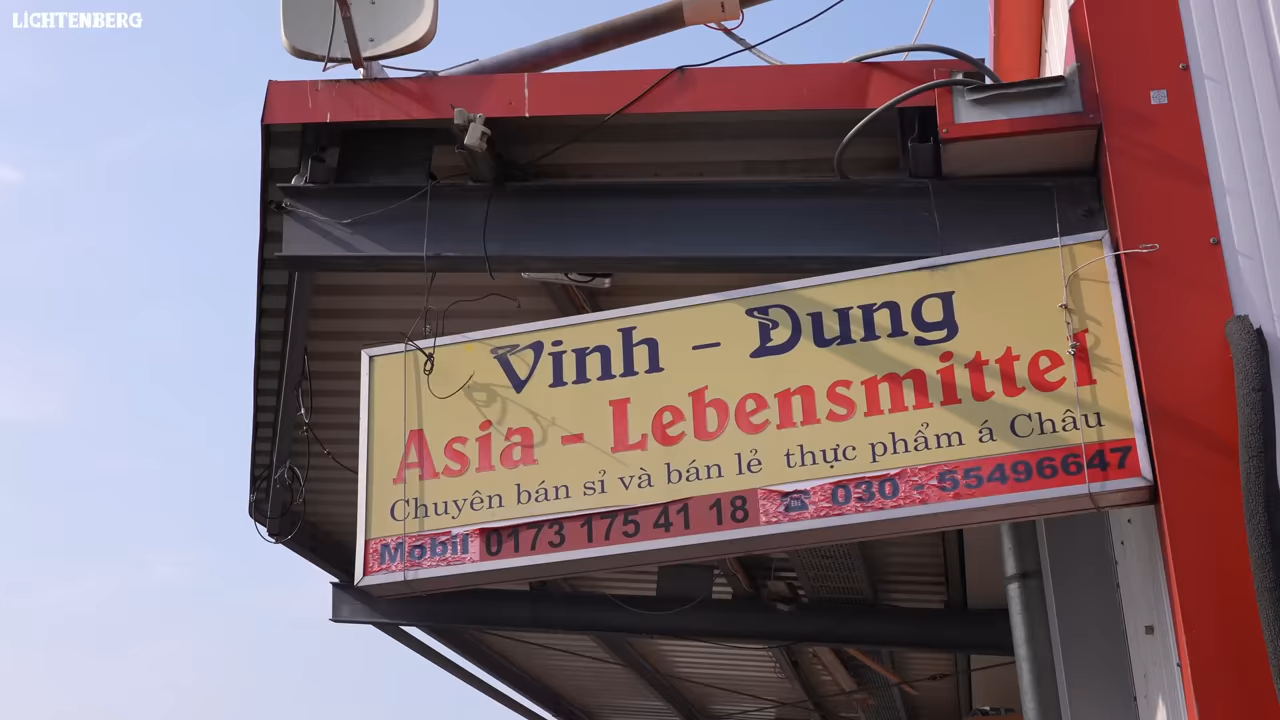 LICHTENBERG
Vinh - Dung
Asia - Lebensmittel
Chuyên bán sỉ và bán lẻ thực phẩm á Châu
Mobil 0173 175 41 18 ☎ 030 - 55496647